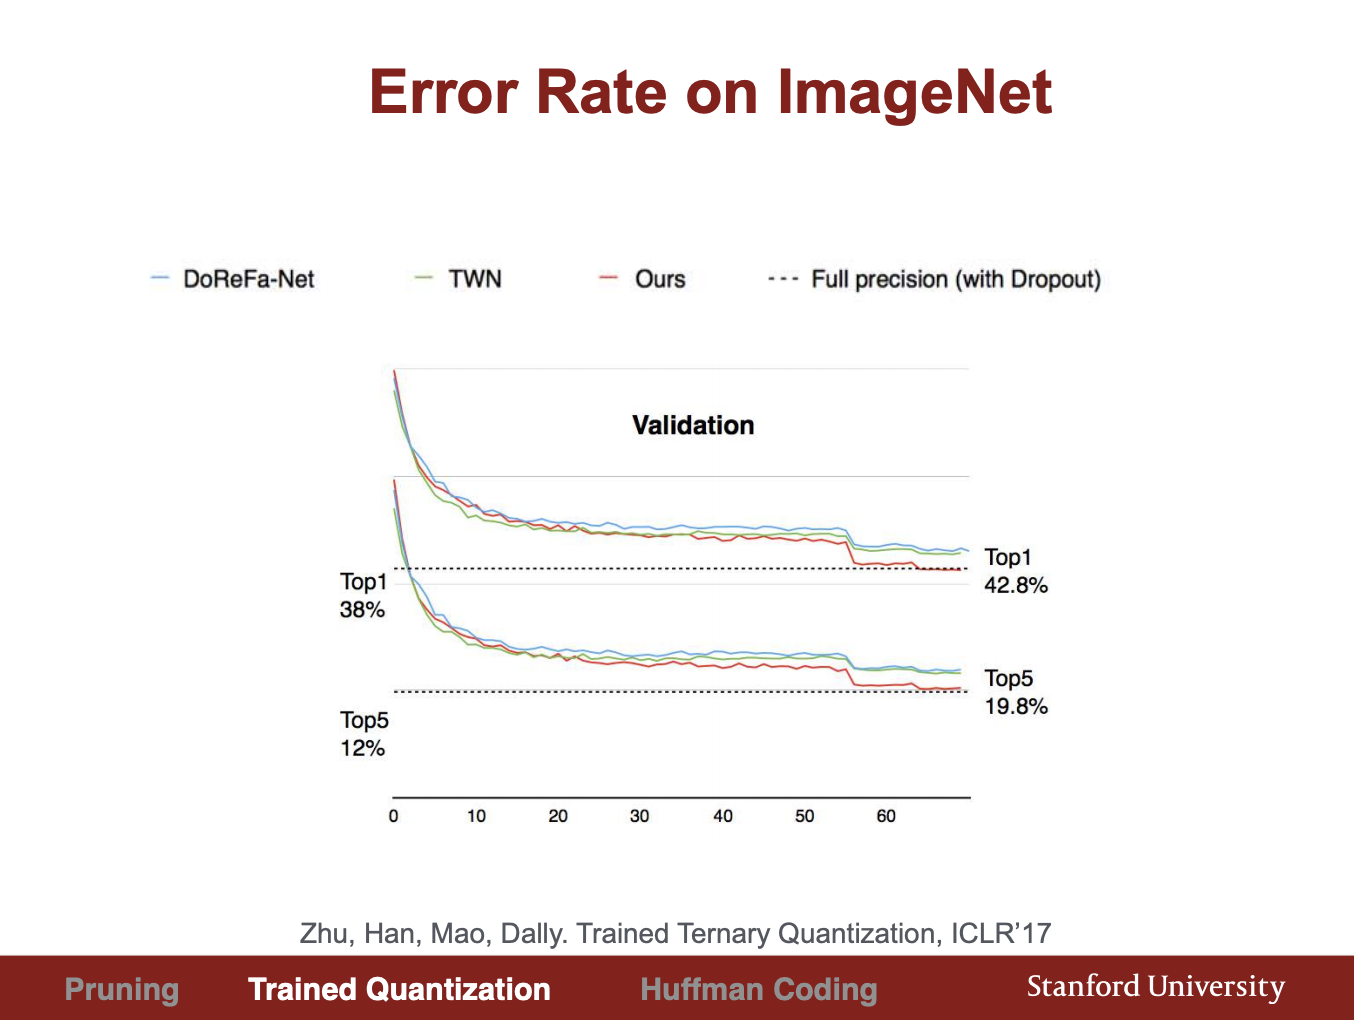 Error Rate on ImageNet
DoReFa-Net TWN Ours Full precision (with Dropout)
Validation
Top1
42.8%
Top1
38%
Top5
19.8%
Top5
12%
0 10 20 30 40 50 60
Zhu, Han, Mao, Dally. Trained Ternary Quantization, ICLR’17
Pruning Trained Quantization Huffman Coding Stanford University